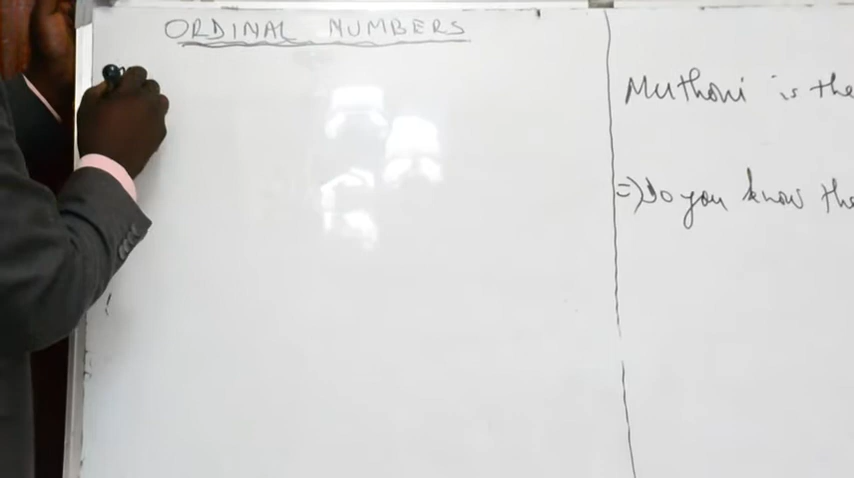 ORDINAL NUMBERS
Muthoni is the
=> Do you know the